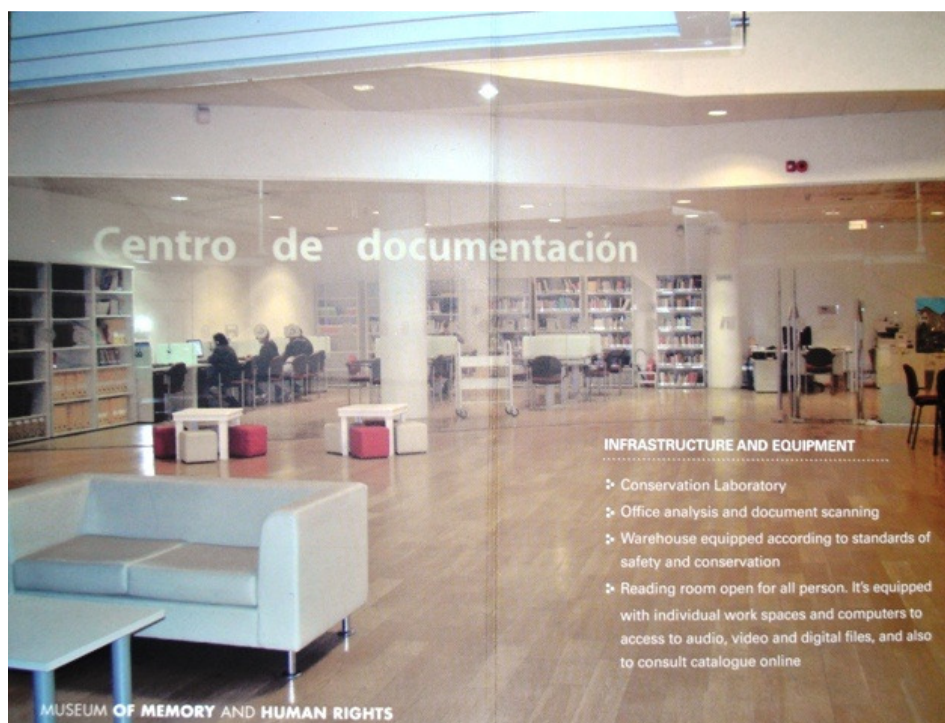 Centro de documentación
INFRASTRUCTURE AND EQUIPMENT
Conservation Laboratory
Office analysis and document scanning
Warehouse equipped according to standards of
safety and conservation
Reading room open for all person. It's equipped
with individual work spaces and computers to
access to audio, video and digital files, and also
to consult catalogue online
MUSEUM OF MEMORY AND HUMAN RIGHTS